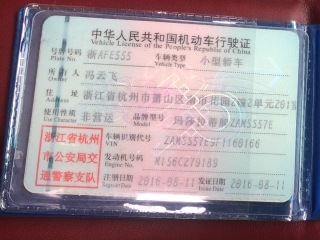 中华人民共和国机动车行驶证
Vehicle License of the People's Republic of China
号牌号码 浙AFE555 车辆类型 小型轿车
Plate No. Vehicle Type
所有人 冯云飞
Owner
住址 浙江省杭州市萧山区
Address
使用性质 非营运 品牌型号
Use Character Model
浙江省杭州
市公安局交
通警察支队
车辆识别代号
VIN
发动机号码 M156CZ79189
Engine No.
注册日期 2016-08-11 发证日期 2016-08-11
Register Date Issue Date